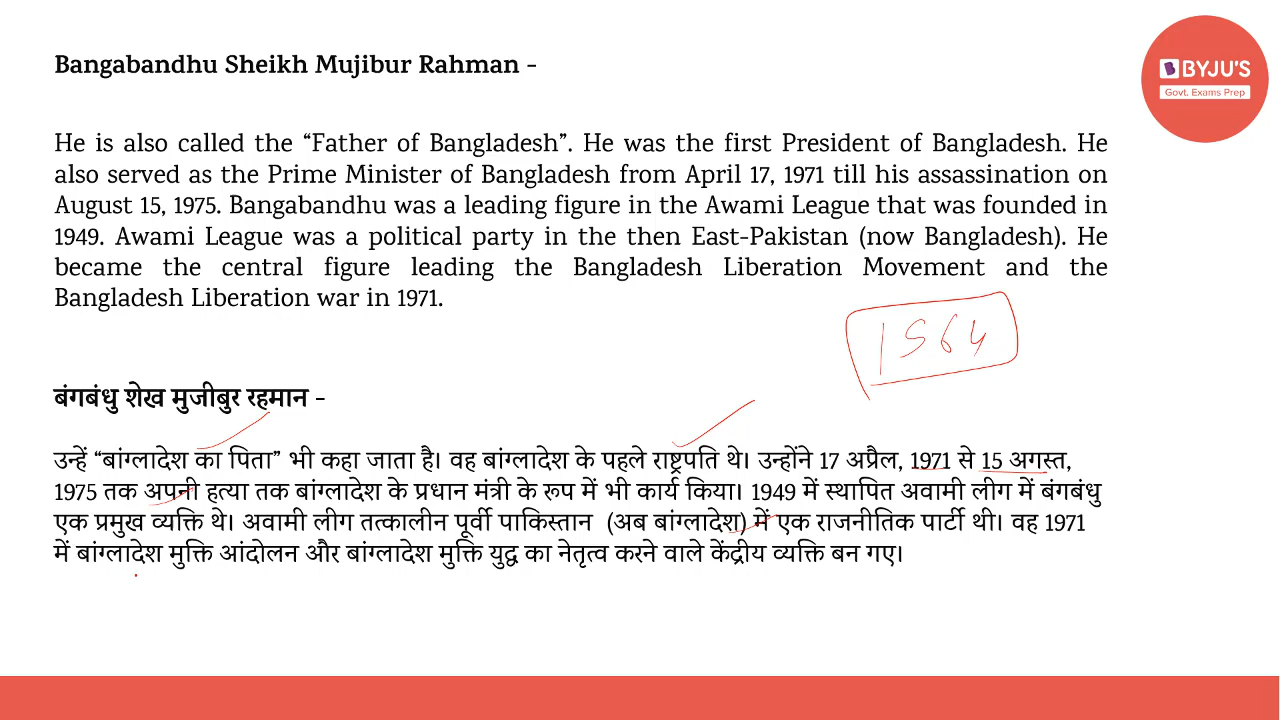 Bangabandhu Sheikh Mujibur Rahman -
BYJU'S
Govt. Exams Prep
He is also called the “Father of Bangladesh”. He was the first President of Bangladesh. He
also served as the Prime Minister of Bangladesh from April 17, 1971 till his assassination on
August 15, 1975. Bangabandhu was a leading figure in the Awami League that was founded in
1949. Awami League was a political party in the then East-Pakistan (now Bangladesh). He
became the central figure leading the Bangladesh Liberation Movement and the
Bangladesh Liberation war in 1971.
1964
बंगबंधु शेख मुजीबुर रहमान -
उन्हें “बांग्लादेश का पिता” भी कहा जाता है। वह बांग्लादेश के पहले राष्ट्रपति थे। उन्होंने 17 अप्रैल, 1971 से 15 अगस्त,
1975 तक अपनी हत्या तक बांग्लादेश के प्रधान मंत्री के रूप में भी कार्य किया। 1949 में स्थापित अवामी लीग में बंगबंधु
एक प्रमुख व्यक्ति थे। अवामी लीग तत्कालीन पूर्वी पाकिस्तान (अब बांग्लादेश) में एक राजनीतिक पार्टी थी। वह 1971
में बांग्लादेश मुक्ति आंदोलन और बांग्लादेश मुक्ति युद्ध का नेतृत्व करने वाले केंद्रीय व्यक्ति बन गए।